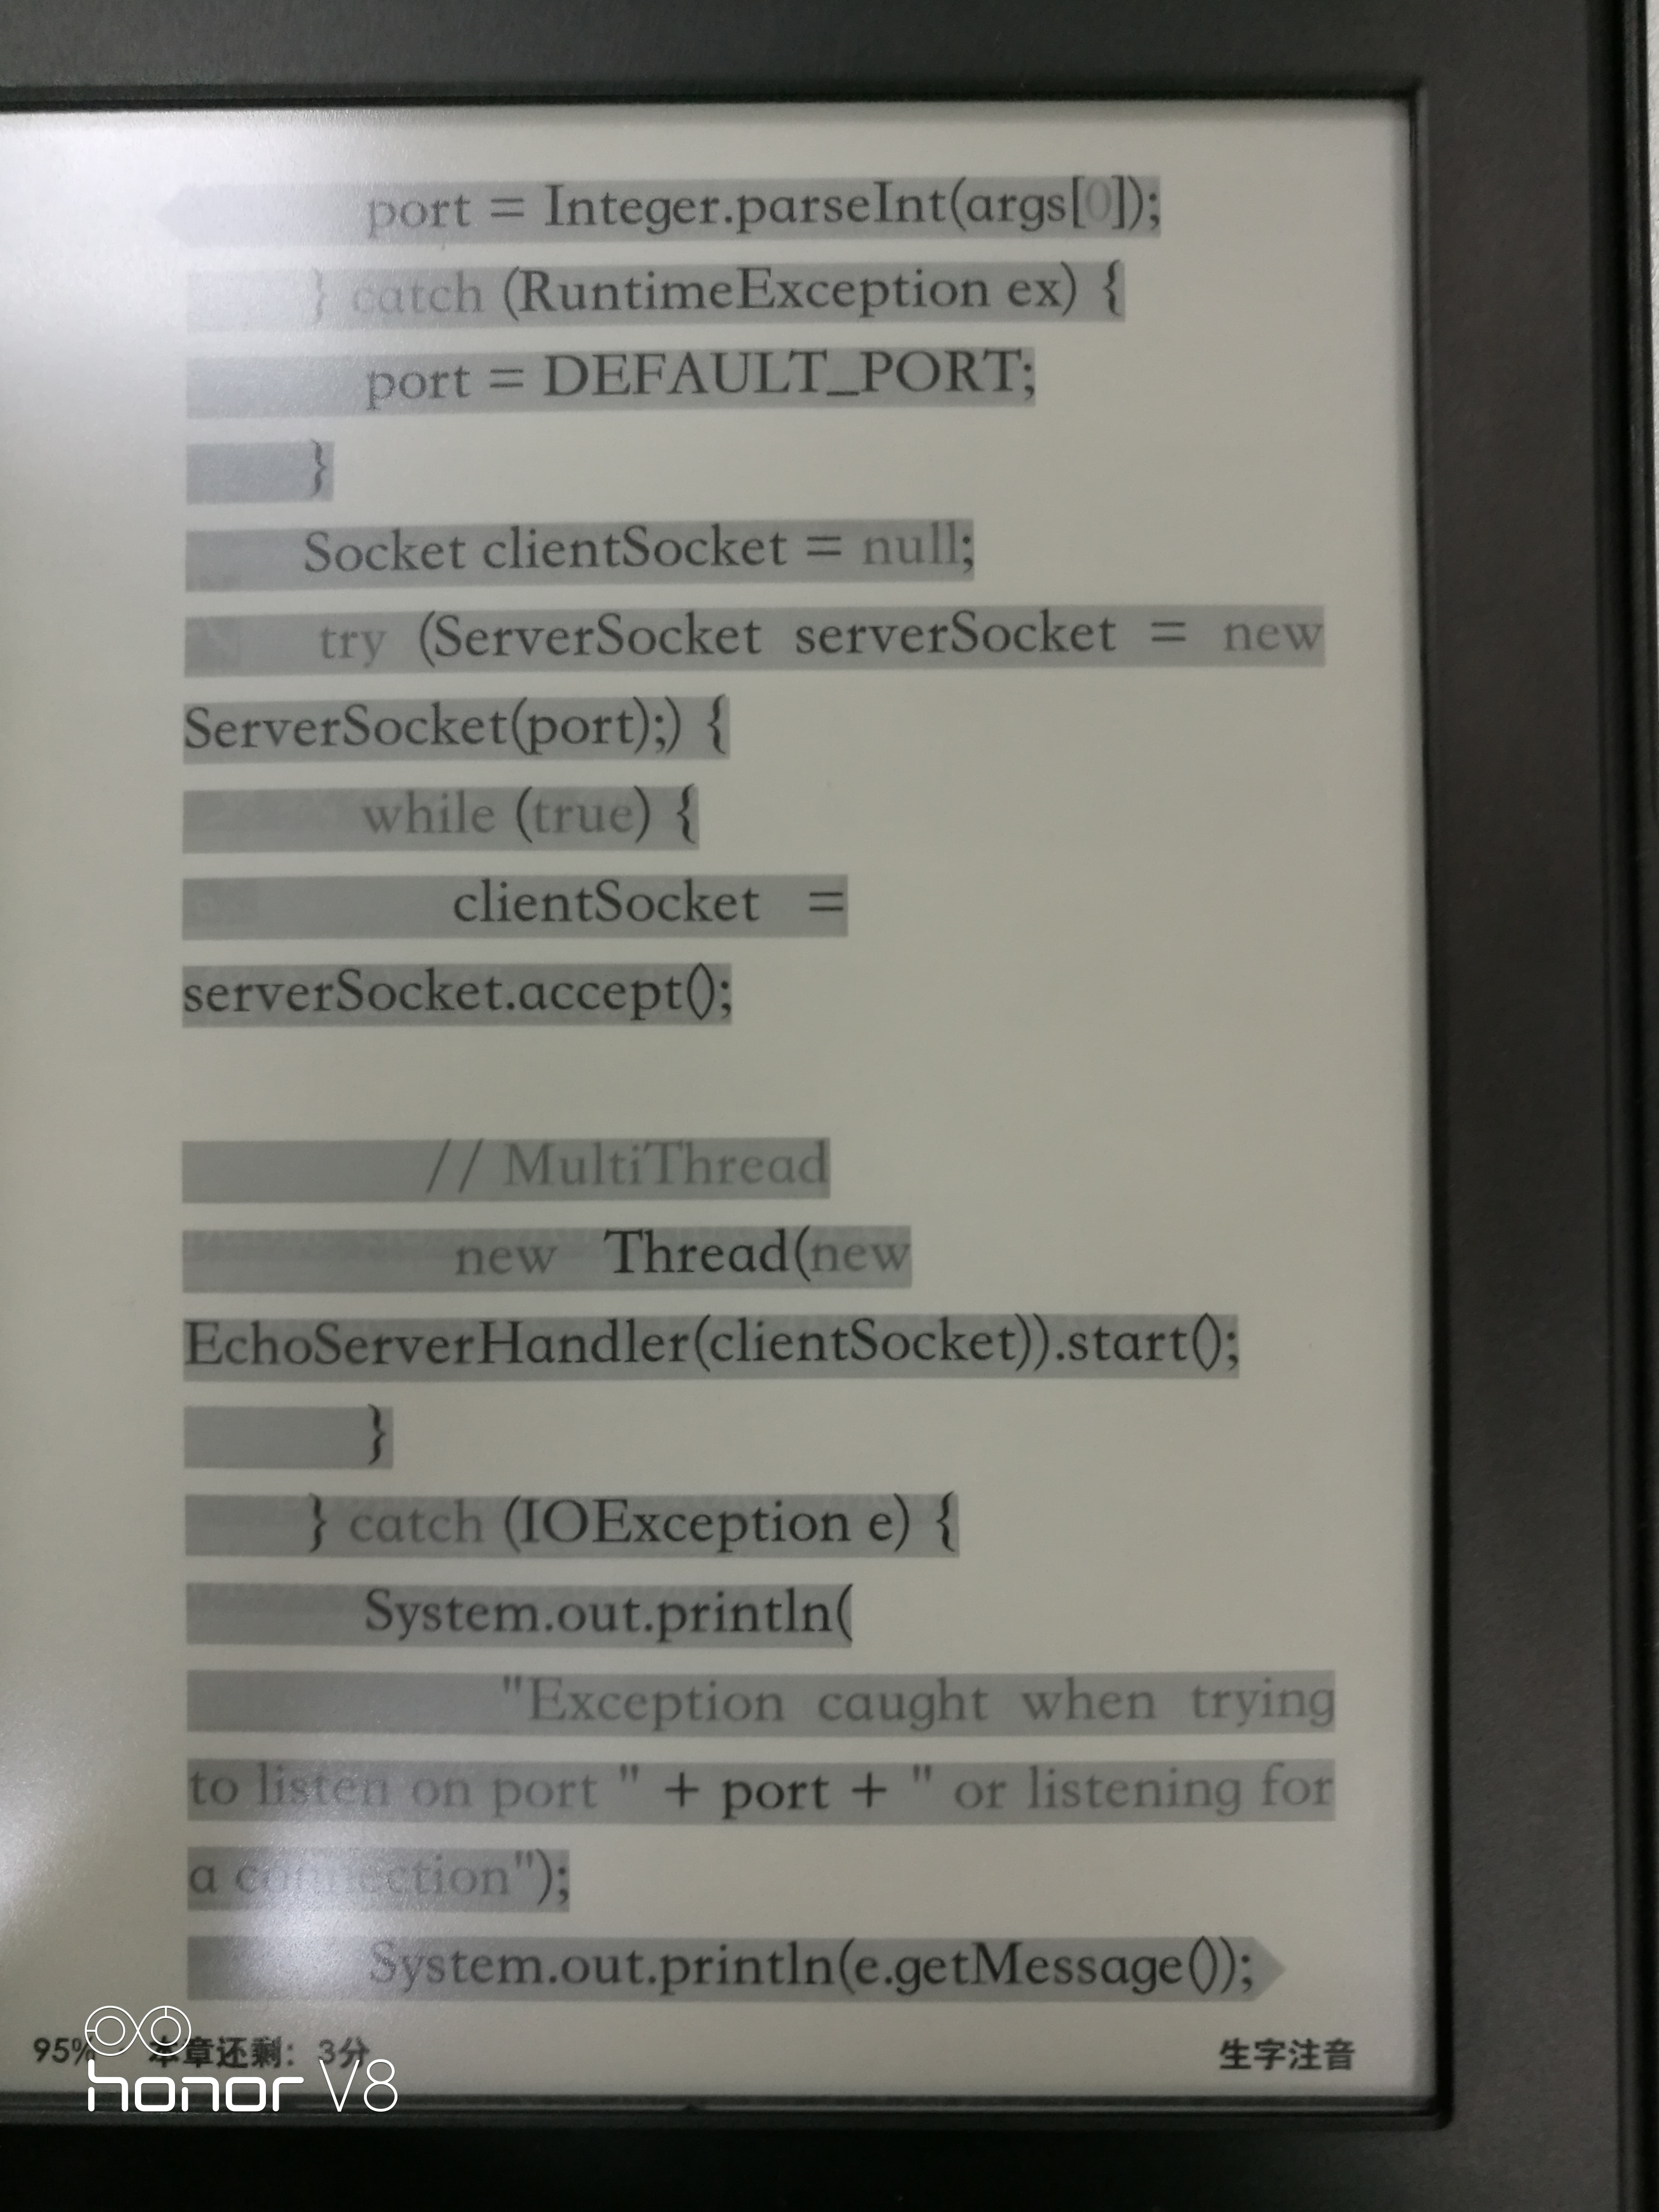 port = Integer.parseInt(args[0]);
} catch (RuntimeException ex) {
port = DEFAULT_PORT;
}
Socket clientSocket = null;
try (ServerSocket serverSocket = new
ServerSocket(port);) {
while (true) {
clientSocket =
serverSocket.accept();
// MultiThread
new Thread(new
EchoServerHandler(clientSocket)).start();
}
} catch (IOException e) {
System.out.println(
"Exception caught when trying
to listen on port " + port + " or listening for
a connection");
System.out.println(e.getMessage());
95% 本章还剩：3分 生字注音
honor V8